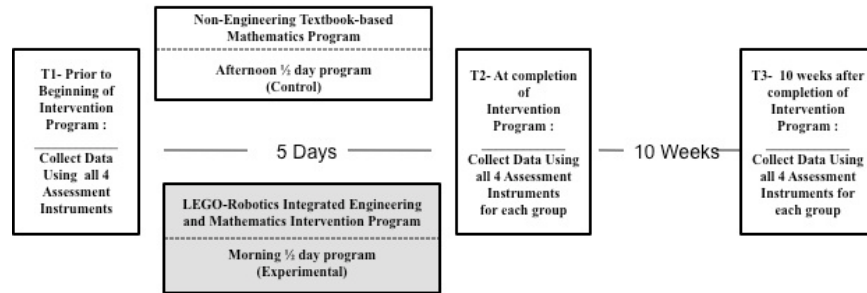 T1- Prior to
Beginning of
Intervention
Program :
Collect Data
Using all 4
Assessment
Instruments
Non-Engineering Textbook-based
Mathematics Program
Afternoon ½ day program
(Control)
5 Days
LEGO-Robotics Integrated Engineering
and Mathematics Intervention Program
Morning ½ day program
(Experimental)
T2- At completion
of
Intervention
Program :
Collect Data Using
all 4 Assessment
Instruments
for each group
10 Weeks
T3- 10 weeks after
completion of
Intervention
Program :
Collect Data Using
all 4 Assessment
Instruments for
each group